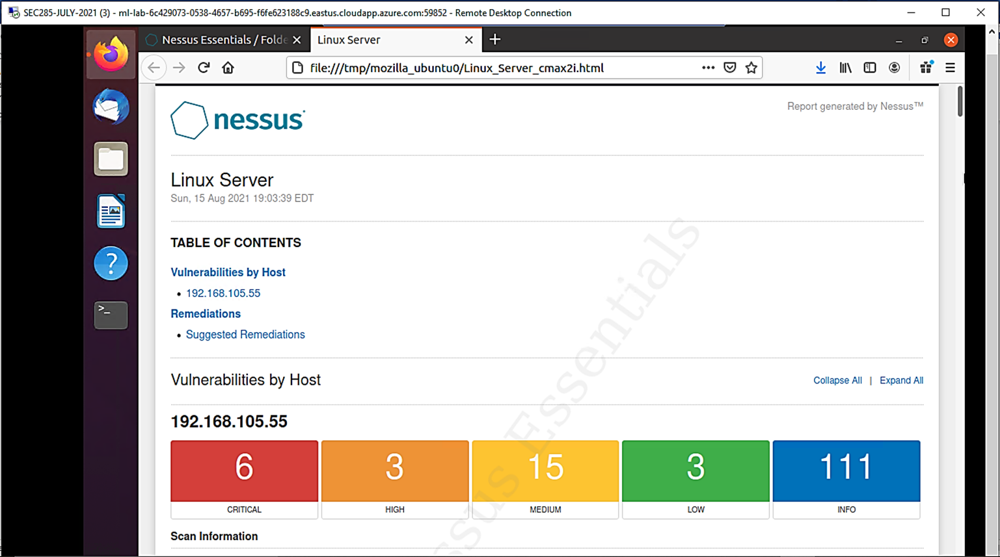 SEC285-JULY-2021 (3) - ml-lab-6c429073-0538-4657-b695-f6fe623188c9.eastus.cloudapp.azure.com:59852 - Remote Desktop Connection
Nessus Essentials / Folde
Linux Server
file:///tmp/mozilla_ubuntu0/Linux_Server_cmax2i.html
nessus
Report generated by Nessus™
Linux Server
Sun, 15 Aug 2021 19:03:39 EDT
TABLE OF CONTENTS
Vulnerabilities by Host
• 192.168.105.55
Remediations
• Suggested Remediations
Vulnerabilities by Host
Collapse All | Expand All
192.168.105.55
6
3
15
3
111
CRITICAL
HIGH
MEDIUM
LOW
INFO
Scan Information
essus Essentials